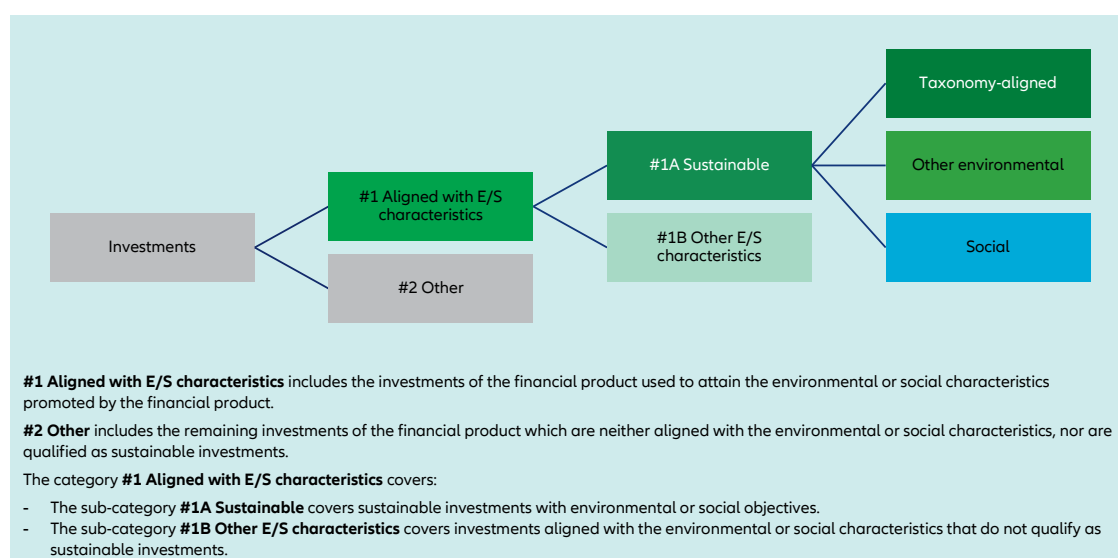 Taxonomy-aligned
#1A Sustainable
Other environmental
#1 Aligned with E/S
characteristics
Investments
#1B Other E/S
characteristics
Social
#2 Other
#1 Aligned with E/S characteristics includes the investments of the financial product used to attain the environmental or social characteristics
promoted by the financial product.
#2 Other includes the remaining investments of the financial product which are neither aligned with the environmental or social characteristics, nor are
qualified as sustainable investments.
The category #1 Aligned with E/S characteristics covers:
- The sub-category #1A Sustainable covers sustainable investments with environmental or social objectives.
- The sub-category #1B Other E/S characteristics covers investments aligned with the environmental or social characteristics that do not qualify as
sustainable investments.